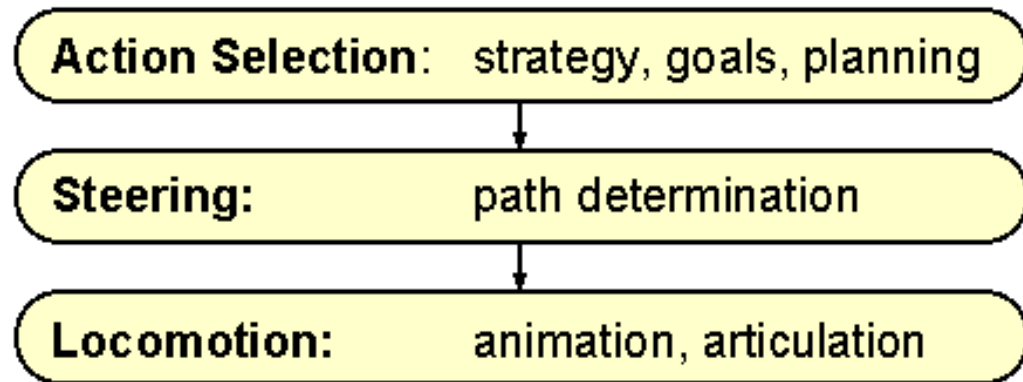 Action Selection: strategy, goals, planning
Steering: path determination
Locomotion: animation, articulation